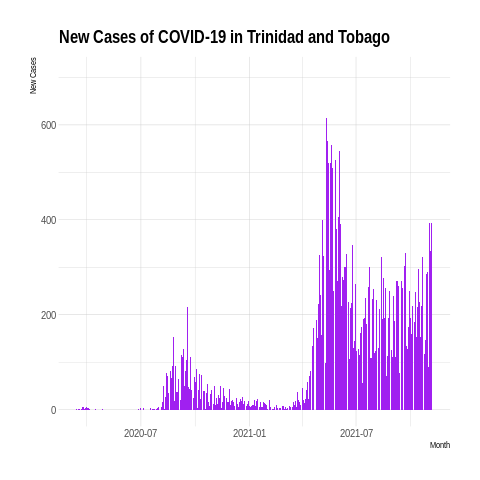 New Cases of COVID-19 in Trinidad and Tobago
New Cases
600
400
200
0
2020-07 2021-01 2021-07
Month